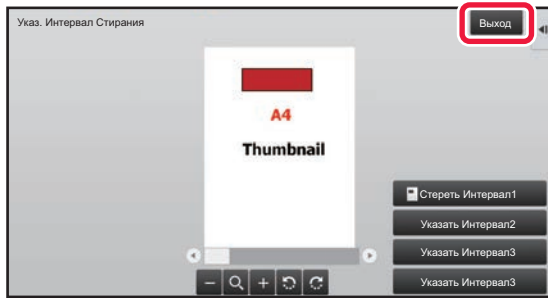 Указ. Интервал Стирания
Выход
A4
Thumbnail
Стереть Интервал1
Указать Интервал2
Указать Интервал3
Указать Интервал3